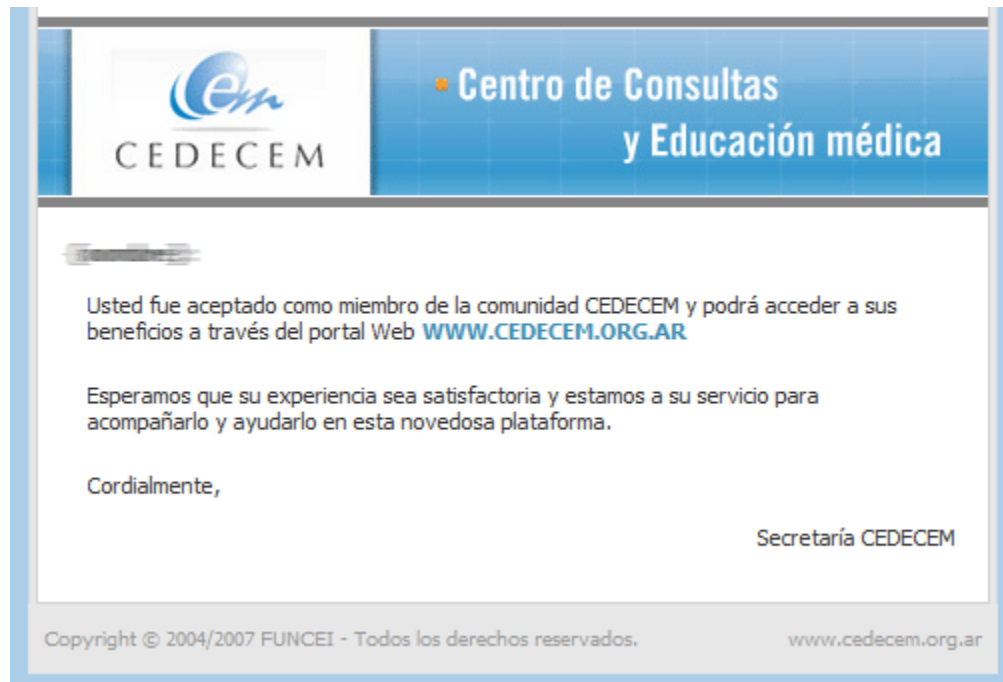 em
CEDECEM
Centro de Consultas
y Educación médica
Usted fue aceptado como miembro de la comunidad CEDECEM y podrá acceder a sus
beneficios a través del portal Web WWW.CEDECEM.ORG.AR
Esperamos que su experiencia sea satisfactoria y estamos a su servicio para
acompañarlo y ayudarlo en esta novedosa plataforma.
Cordialmente,
Secretaría CEDECEM
Copyright © 2004/2007 FUNCEI - Todos los derechos reservados. www.cedecem.org.ar